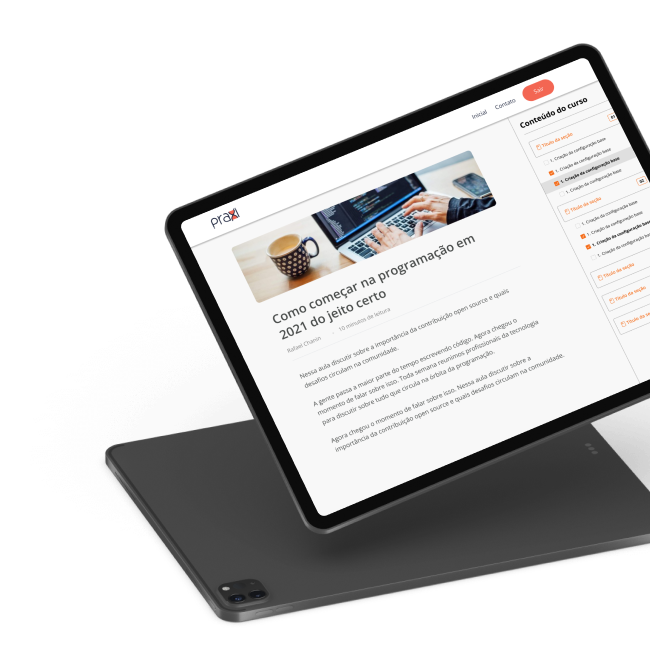 praxi
Inicial
Contato
Sair
Como começar na programação em
2021 do jeito certo
Rafael Charin
10 minutos de leitura
Nessa aula discutir sobre a importância da contribuição open source e quais
desafios circulam na comunidade.
A gente passa a maior parte do tempo escrevendo código. Agora chegou o
momento de falar sobre isso. Toda semana reunimos profissionais da tecnologia
para discutir sobre tudo que circula na órbita da programação.
Agora chegou o momento de falar sobre isso. Nessa aula discutir sobre a
importância da contribuição open source e quais desafios circulam na comunidade.
Conteúdo do curso
Título da seção
1. Criação da configuração base
1. Criação da configuração base
1. Criação da configuração base
1. Criação da configuração base
Título da seção
1. Criação da configuração base
1. Criação da configuração base
1. Criação da configuração base
1. Criação da configuração
Título da seção
Título da seção
Título da